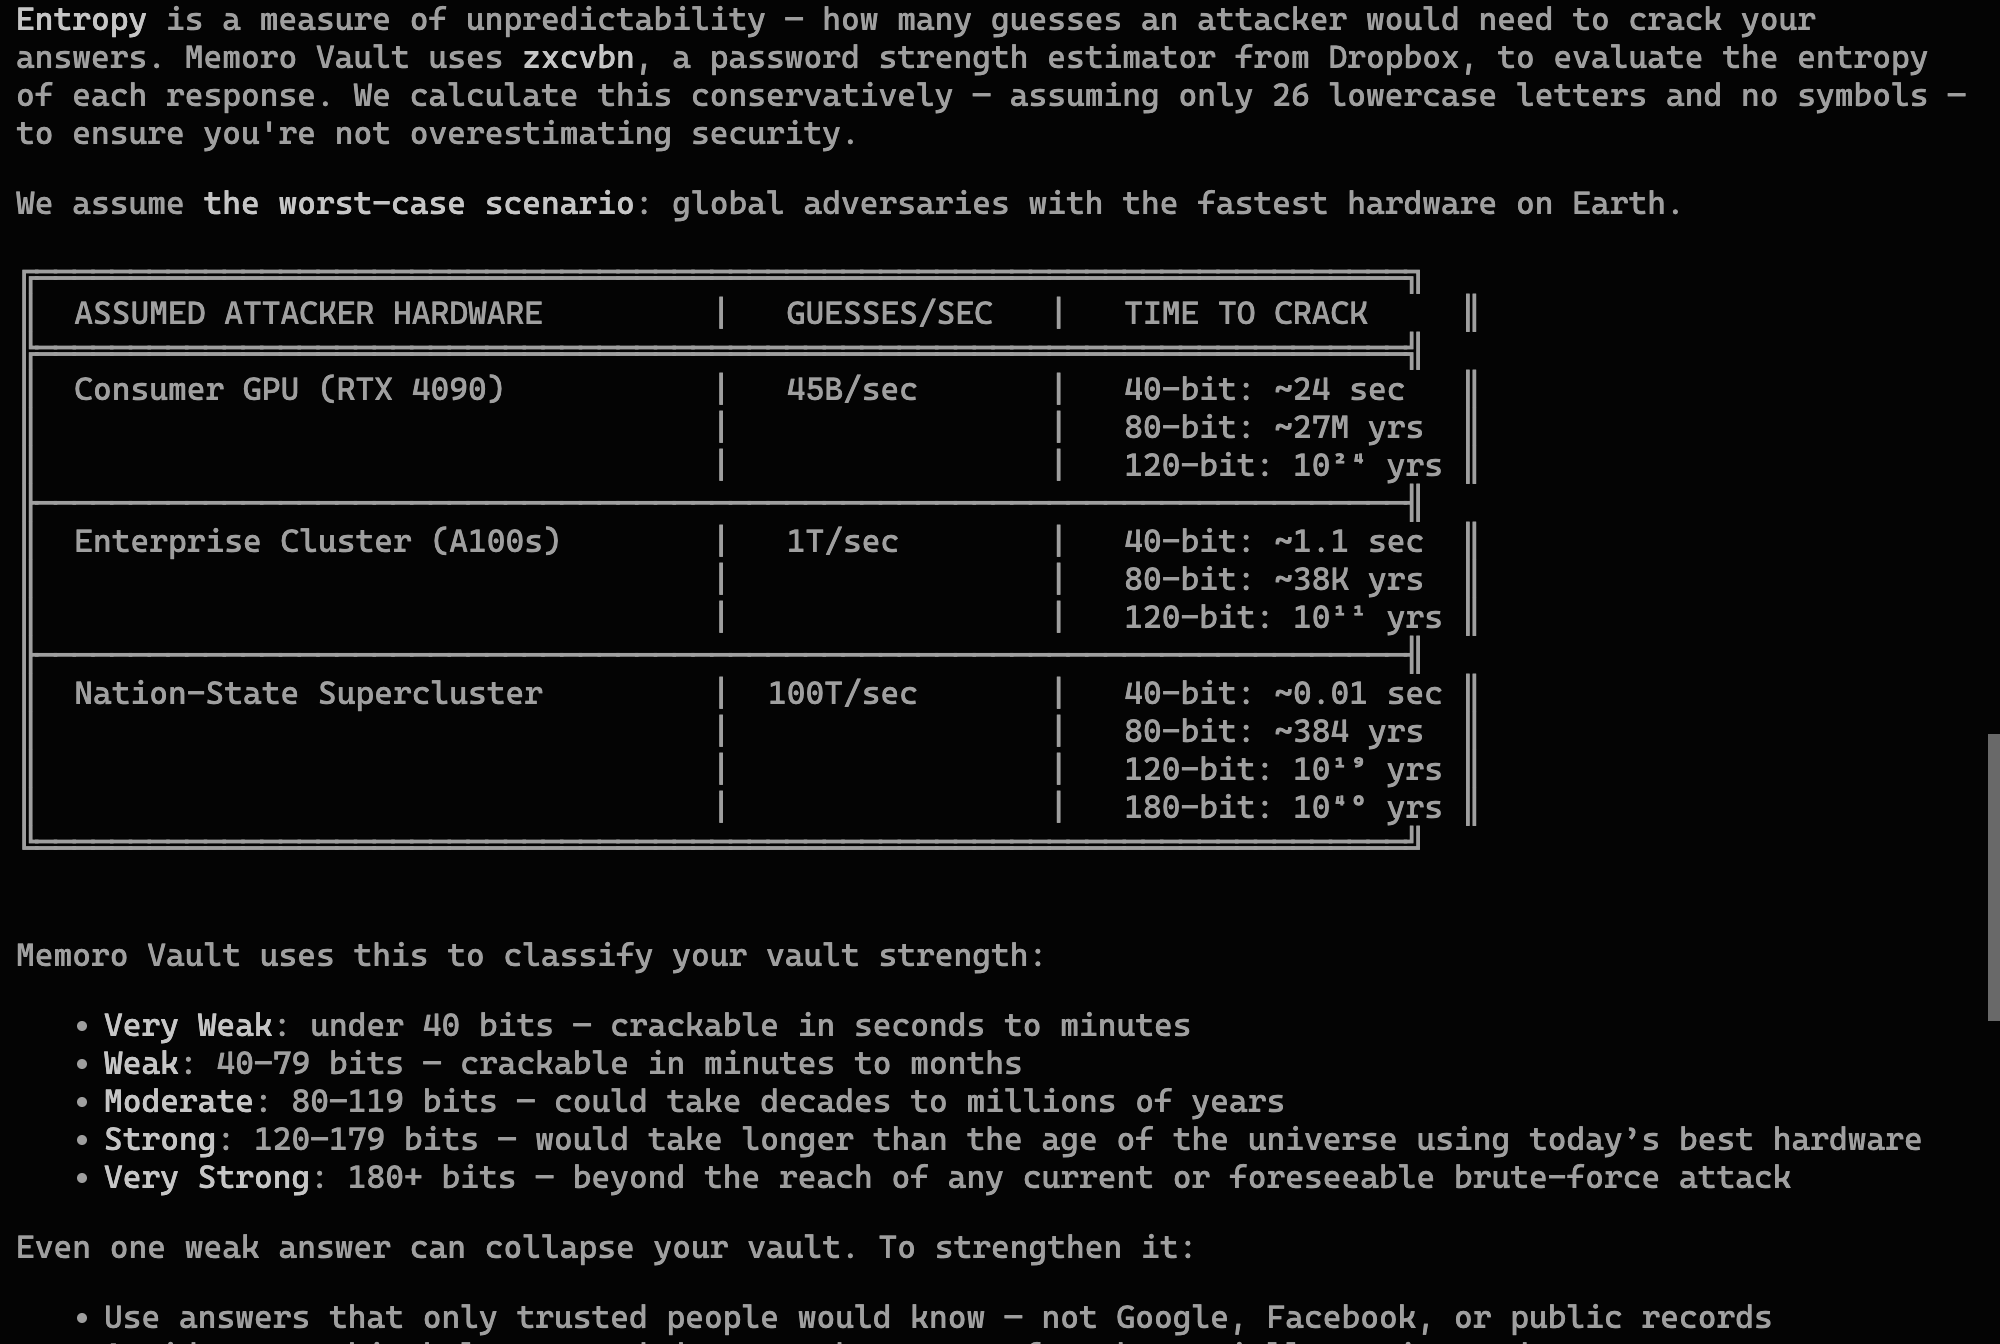 Entropy is a measure of unpredictability — how many guesses an attacker would need to crack your
answers. Memoro Vault uses zxcvbn, a password strength estimator from Dropbox, to evaluate the entropy
of each response. We calculate this conservatively — assuming only 26 lowercase letters and no symbols —
to ensure you're not overestimating security.
We assume the worst-case scenario: global adversaries with the fastest hardware on Earth.
ASSUMED ATTACKER HARDWARE | GUESSES/SEC | TIME TO CRACK
Consumer GPU (RTX 4090) | 45B/sec | 40-bit: ~24 sec
| | 80-bit: ~27M yrs
| | 120-bit: 10²⁴ yrs
Enterprise Cluster (A100s) | 1T/sec | 40-bit: ~1.1 sec
| | 80-bit: ~38K yrs
| | 120-bit: 10¹¹ yrs
Nation-State Supercluster | 100T/sec | 40-bit: ~0.01 sec
| | 80-bit: ~384 yrs
| | 120-bit: 10¹⁹ yrs
| | 180-bit: 10⁴⁰ yrs
Memoro Vault uses this to classify your vault strength:
• Very Weak: under 40 bits — crackable in seconds to minutes
• Weak: 40–79 bits — crackable in minutes to months
• Moderate: 80–119 bits — could take decades to millions of years
• Strong: 120–179 bits — would take longer than the age of the universe using today’s best hardware
• Very Strong: 180+ bits — beyond the reach of any current or foreseeable brute-force attack
Even one weak answer can collapse your vault. To strengthen it:
• Use answers that only trusted people would know — not Google, Facebook, or public records